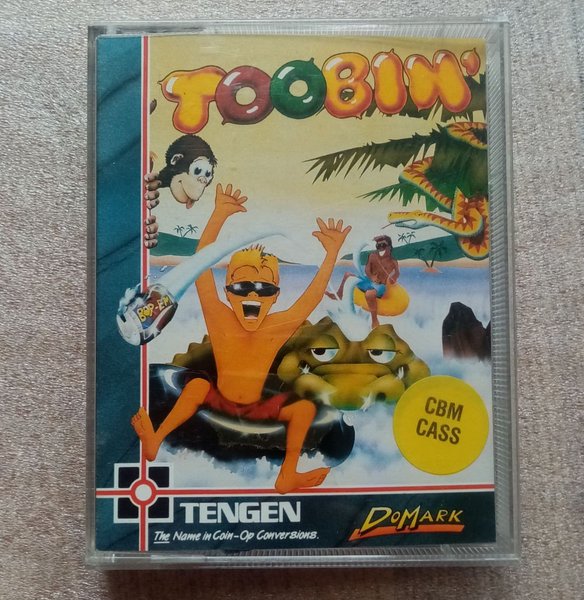 TOOBIN'
BOP-EM
CBM
CASS
TENGEN
The Name in Coin-Op Conversions.
DOMARK